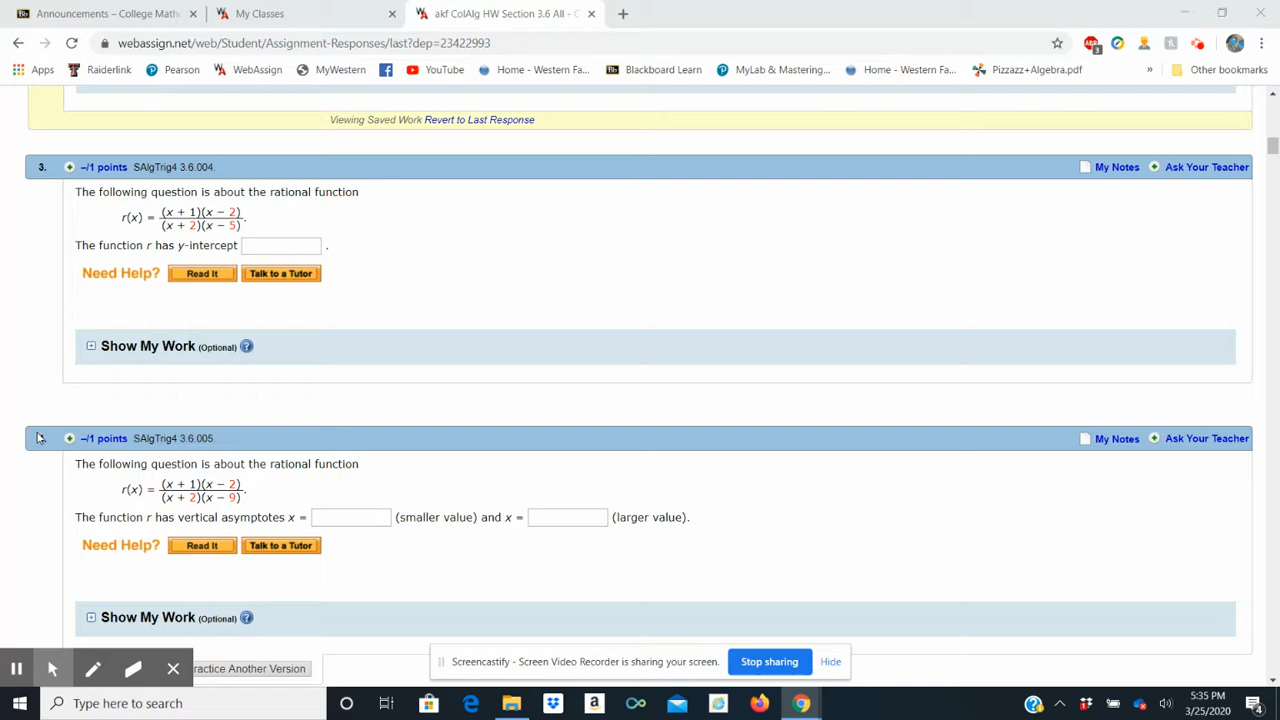 Announcements – College Math
My Classes
akf ColAlg HW Section 3.6 All - C
webassign.net/web/Student/Assignment-Responses/last?dep=23422993
Apps
Raiderlink
Pearson
WebAssign
MyWestern
YouTube
Home - Western Fa...
Blackboard Learn
MyLab & Mastering...
Home - Western Fa...
Pizzazz+Algebra.pdf
»
Other bookmarks
Viewing Saved Work Revert to Last Response
3. –/1 points SAlgTrig4 3.6.004. My Notes Ask Your Teacher
The following question is about the rational function
r(x) = (x + 1)(x − 2) / (x + 2)(x − 5).
The function r has y-intercept .
Need Help? Read It Talk to a Tutor
Show My Work (Optional) ?
–/1 points SAlgTrig4 3.6.005. My Notes Ask Your Teacher
The following question is about the rational function
r(x) = (x + 1)(x − 2) / (x + 2)(x − 9).
The function r has vertical asymptotes x = (smaller value) and x = (larger value).
Need Help? Read It Talk to a Tutor
Show My Work (Optional) ?
ractice Another Version
Screencastify - Screen Video Recorder is sharing your screen.
Stop sharing
Hide
Type here to search
5:35 PM
3/25/2020
4